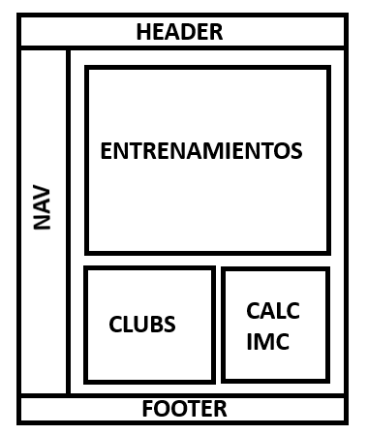 HEADER
NAV
ENTRENAMIENTOS
CLUBS
CALC
IMC
FOOTER